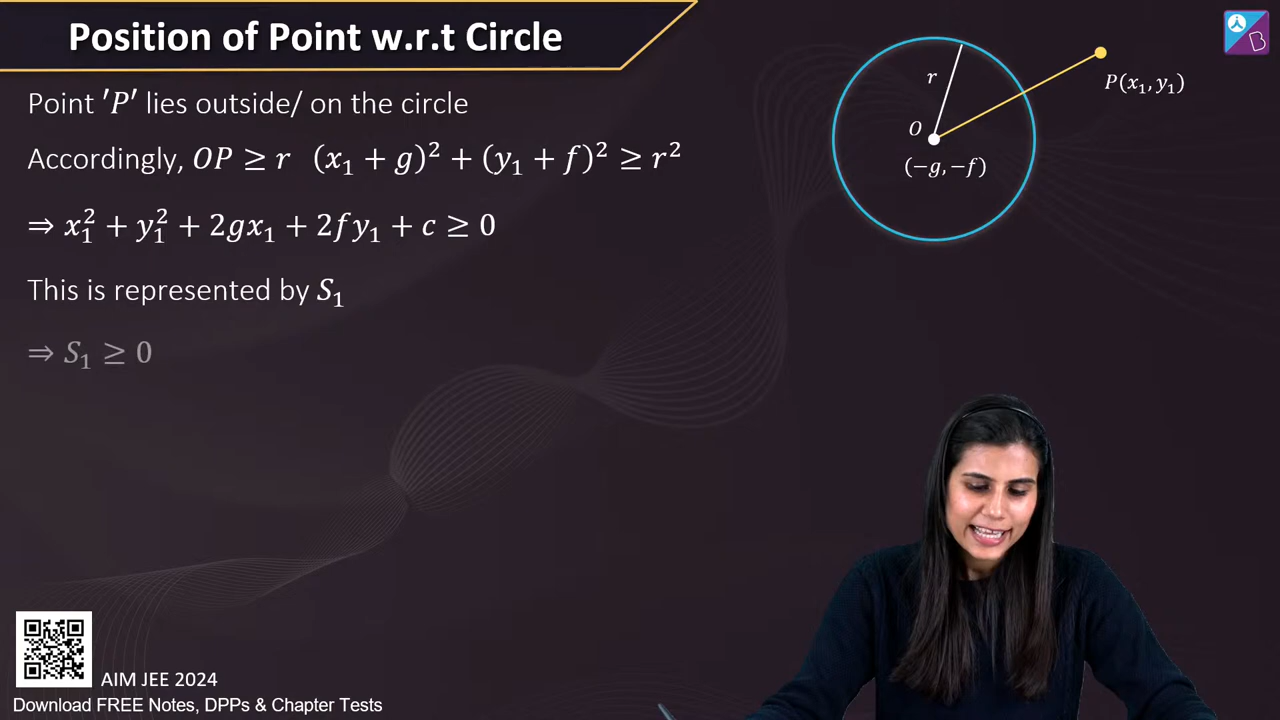 Position of Point w.r.t Circle
Point 'P' lies outside/ on the circle
Accordingly, OP ≥ r (x₁ + g)² + (y₁ + f)² ≥ r²
⇒ x₁² + y₁² + 2gx₁ + 2fy₁ + c ≥ 0
This is represented by S₁
⇒ S₁ ≥ 0
r
P(x₁, y₁)
O
(−g, −f)
B
AIM JEE 2024
Download FREE Notes, DPPs & Chapter Tests